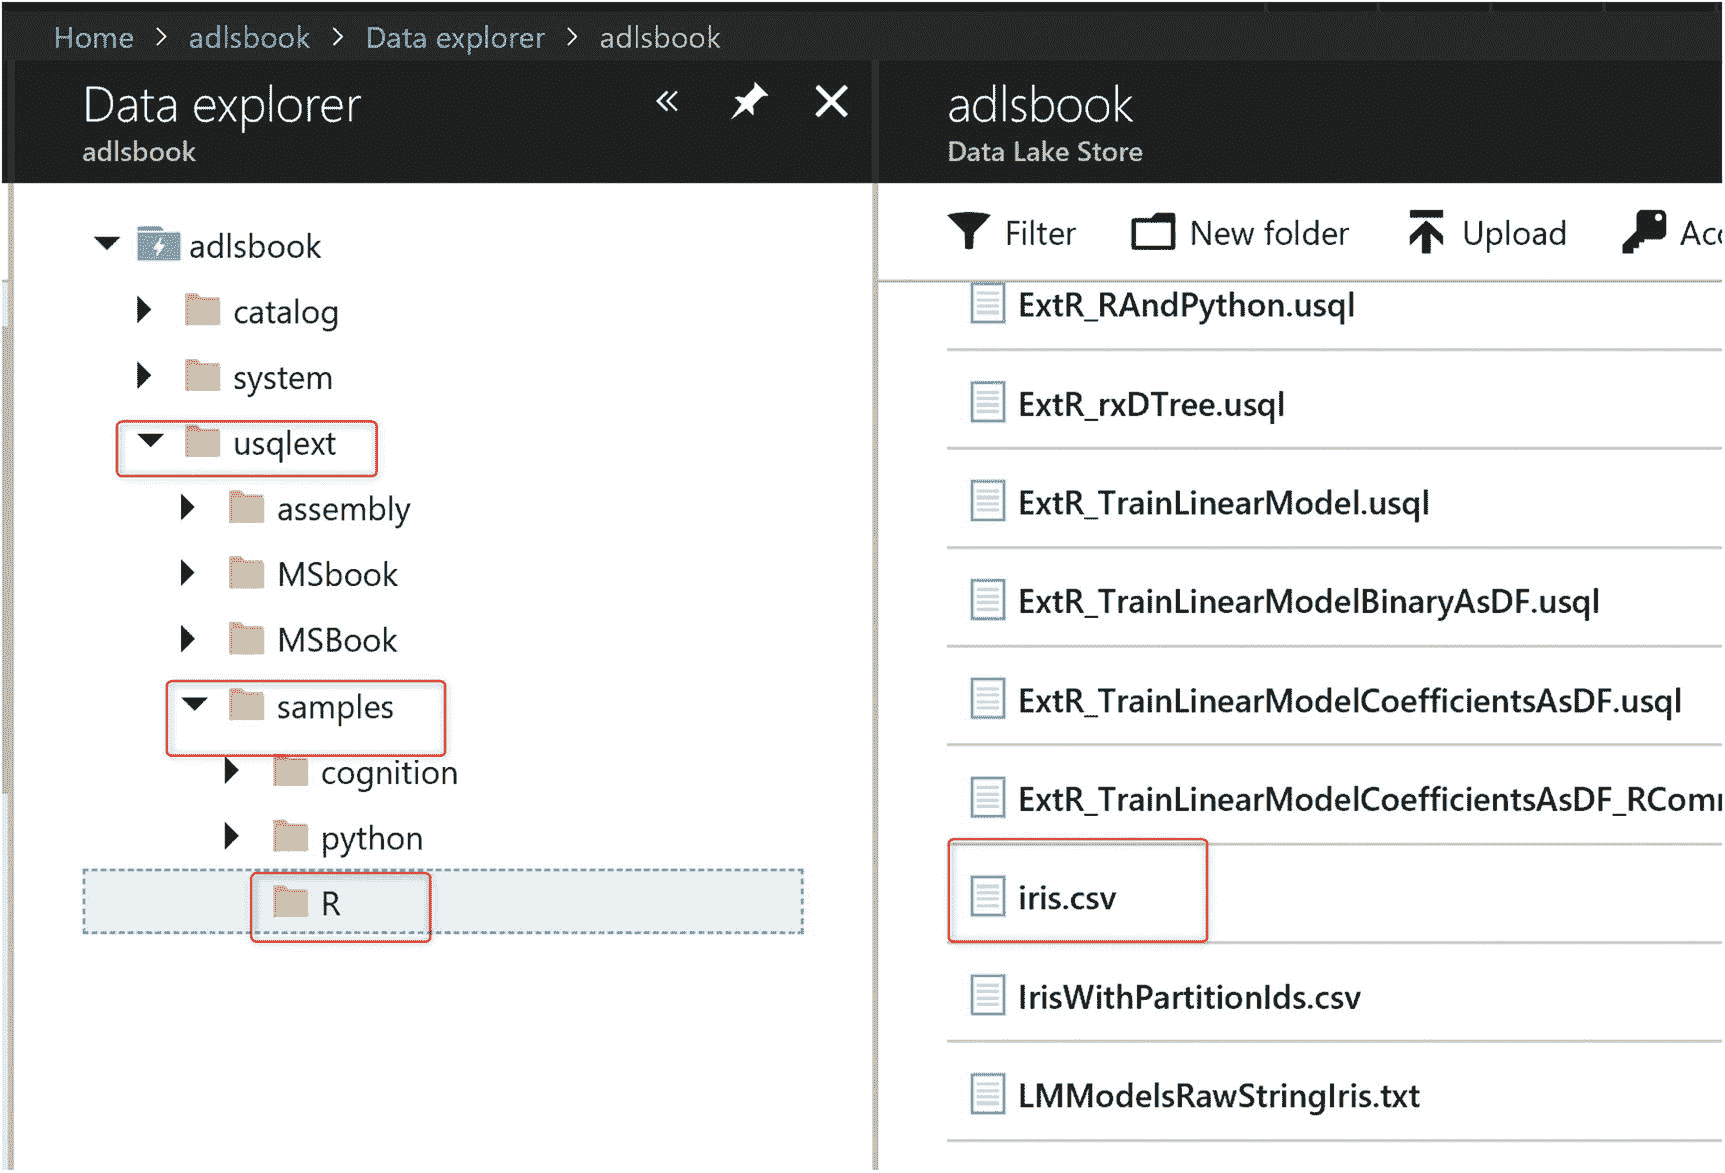 Home > adlsbook > Data explorer > adlsbook
Data explorer
adlsbook
adlsbook
catalog
system
usqlext
assembly
MSbook
MSBook
samples
cognition
python
R
adlsbook
Data Lake Store
Filter
New folder
Upload
ExtR_RAndPython.usql
ExtR_rxDTree.usql
ExtR_TrainLinearModel.usql
ExtR_TrainLinearModelBinaryAsDF.usql
ExtR_TrainLinearModelCoefficientsAsDF.usql
iris.csv
IrisWithPartitionIds.csv
LMModelsRawStringIris.txt